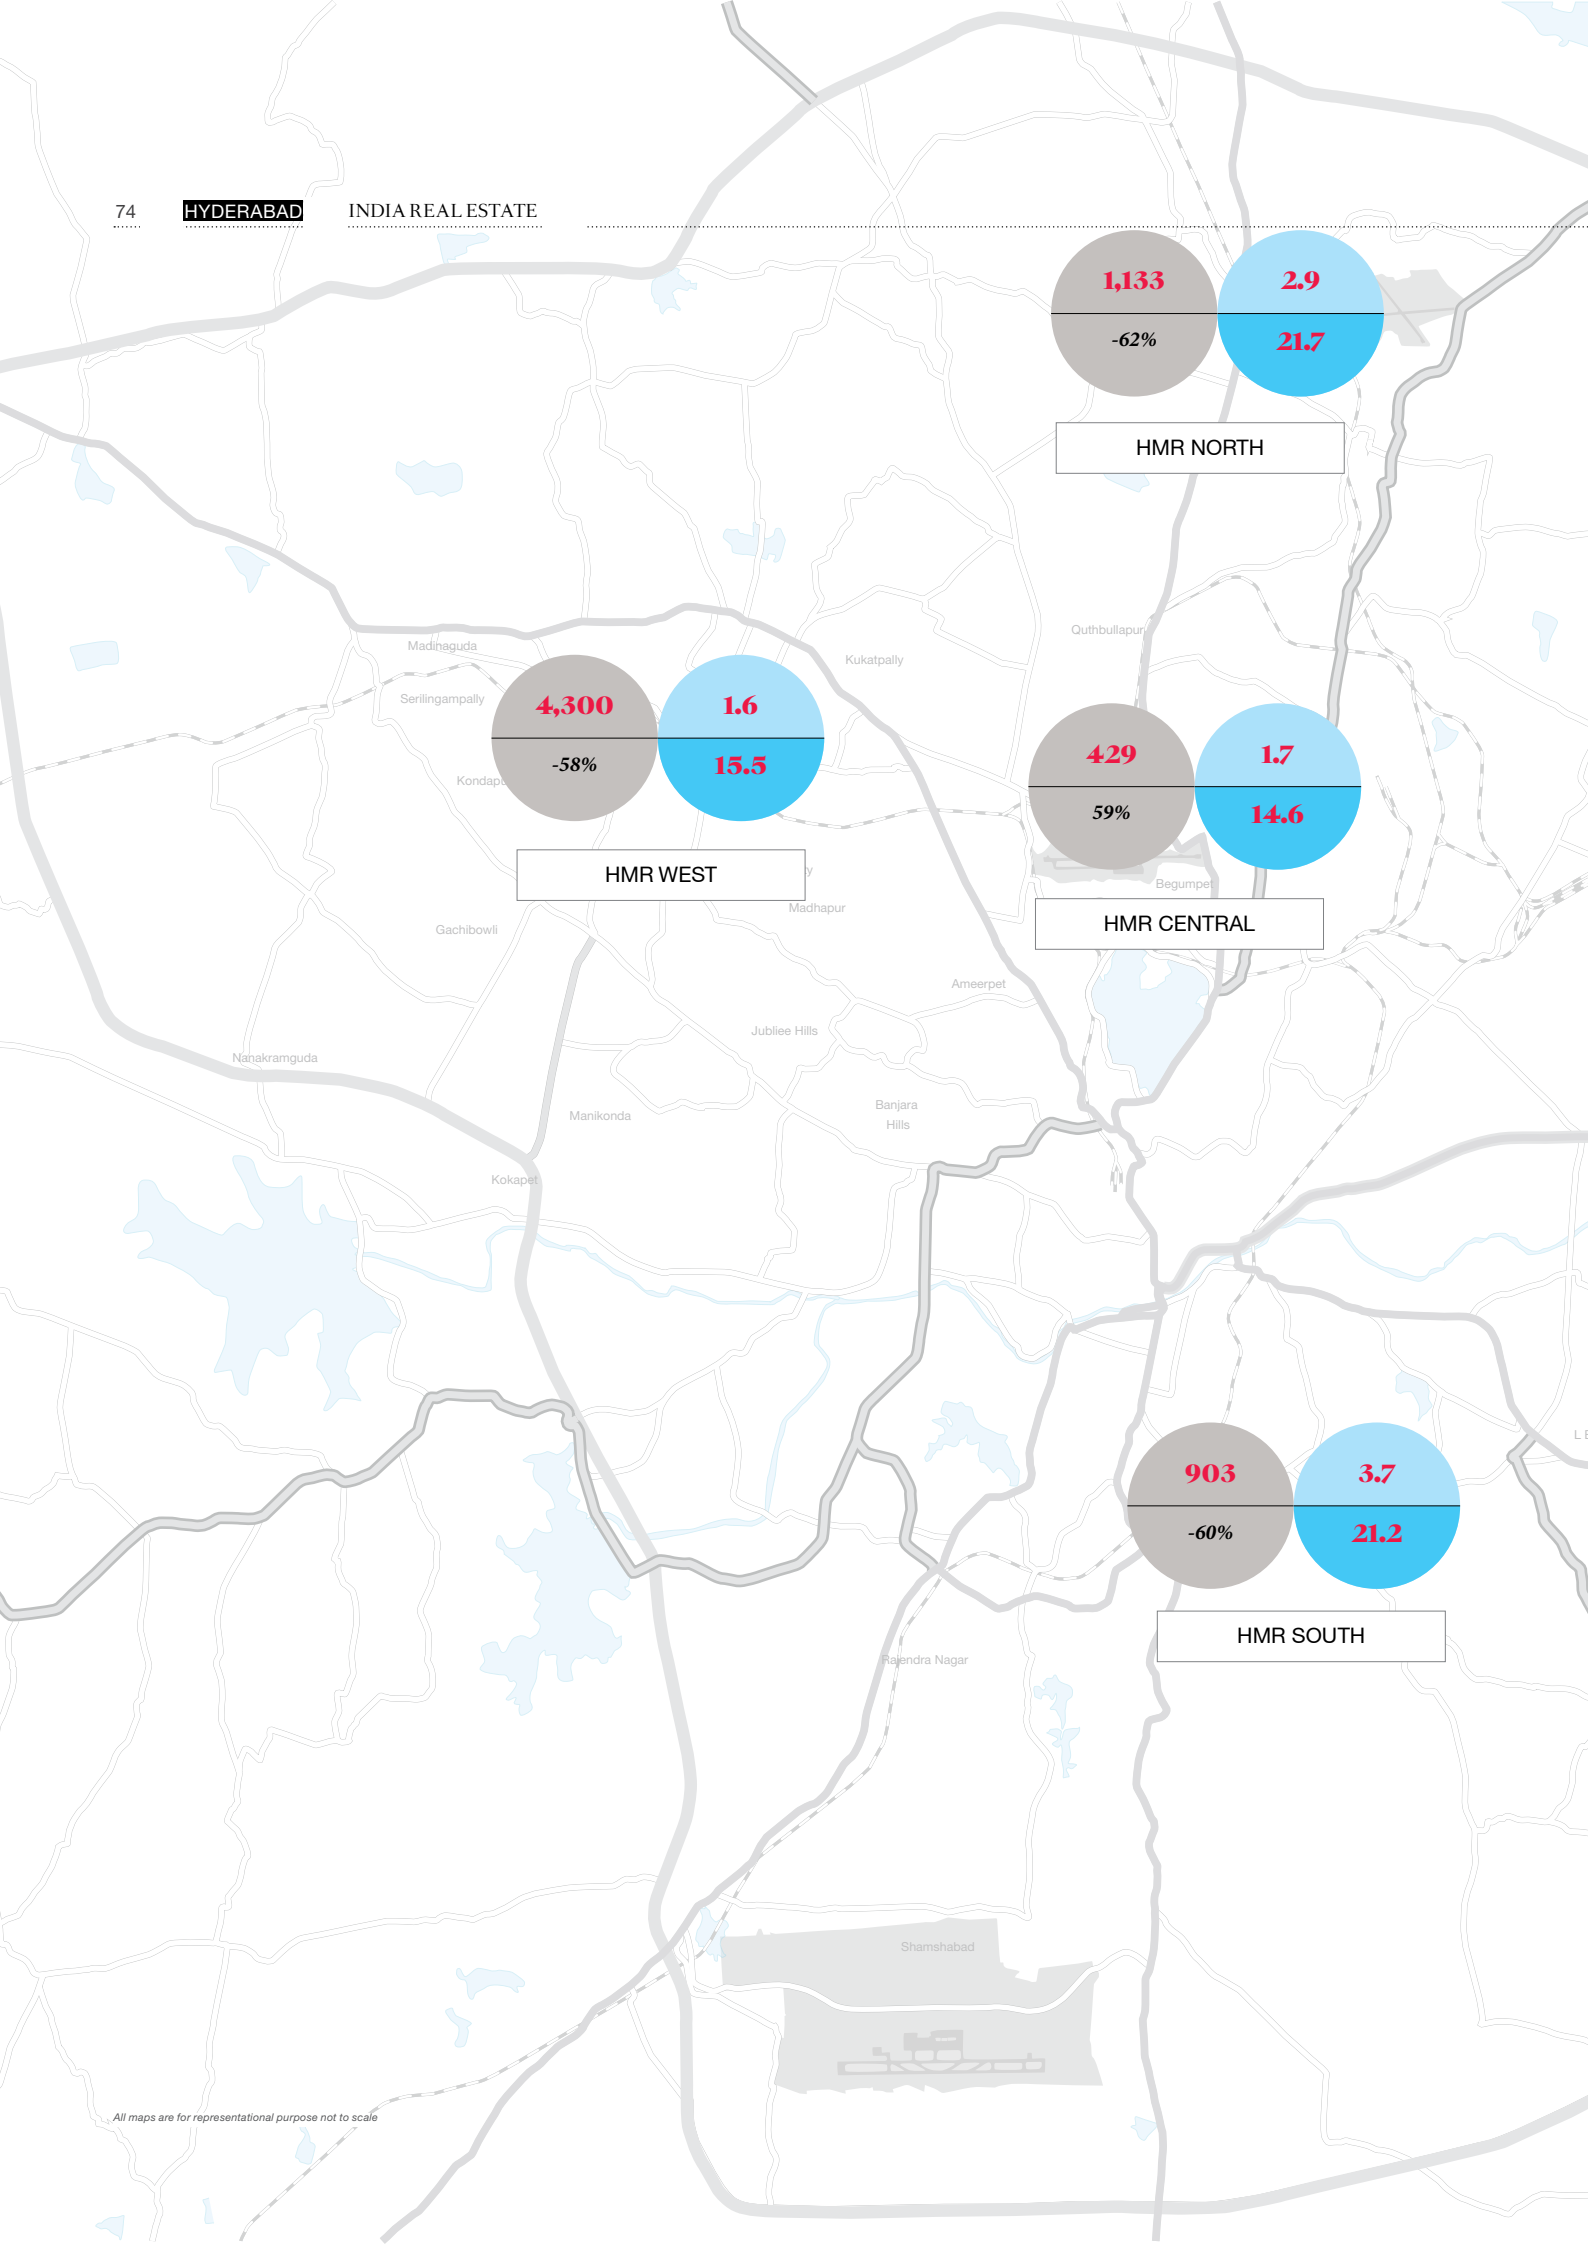 74 HYDERABAD INDIA REAL ESTATE
1,133
-62%
2.9
21.7
HMR NORTH
Quthbullapur
Madinaguda
Kukatpally
Serilingampally
4,300
-58%
1.6
15.5
HMR WEST
429
59%
1.7
14.6
HMR CENTRAL
Begumpet
Madhapur
Gachibowli
Ameerpet
Jubliee Hills
Nanakramguda
Banjara
Hills
Manikonda
Kokapet
903
-60%
3.7
21.2
HMR SOUTH
Rajendra Nagar
Shamshabad
All maps are for representational purpose not to scale